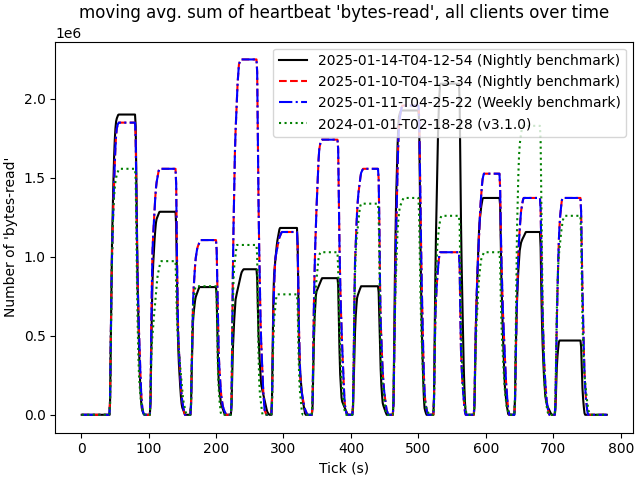 moving avg. sum of heartbeat 'bytes-read', all clients over time
1e6
2025-01-14-T04-12-54 (Nightly benchmark)
2025-01-10-T04-13-34 (Nightly benchmark)
2025-01-11-T04-25-22 (Weekly benchmark)
2024-01-01-T02-18-28 (v3.1.0)
Number of 'bytes-read'
2.0
1.5
1.0
0.5
0.0
0 100 200 300 400 500 600 700 800
Tick (s)